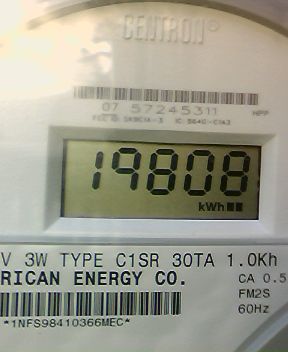 CENTRON®
07 57245311
HPP
19808
kWh
V 3W TYPE C1SR 30TA 1.0Kh
RICAN ENERGY CO.
CA 0.5
FM2S
60Hz
*1NFS98410366MEC*